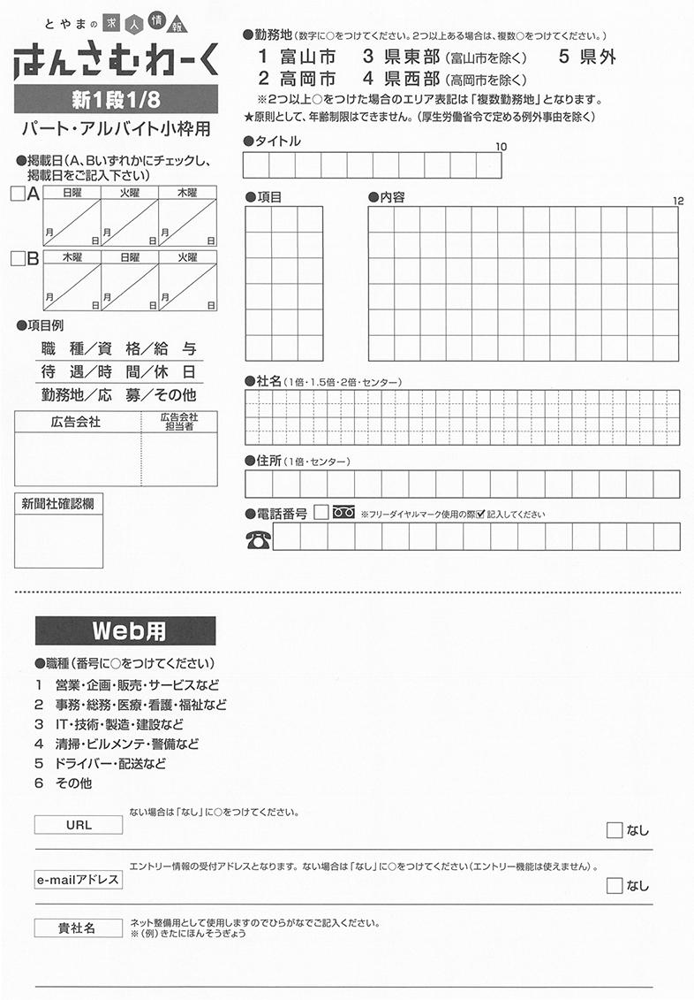 とやまの求人情報
はんさむわーく
新1段1/8
パート・アルバイト小枠用
●掲載日(A、Bいずれかにチェックし、
掲載日をご記入下さい)
A 日曜 火曜 木曜
月 日 月 日 月 日
B 木曜 日曜 火曜
月 日 月 日 月 日
●項目例
職 種/資 格/給 与
待 遇/時 間/休 日
勤務地/応 募/その他
広告会社 広告会社
担当者
新聞社確認欄
●勤務地(数字に○をつけてください。2つ以上ある場合は、複数○をつけてください。)
1 富山市 3 県東部(富山市を除く) 5 県外
2 高岡市 4 県西部(高岡市を除く)
※2つ以上○をつけた場合のエリア表記は「複数勤務地」となります。
★原則として、年齢制限はできません。(厚生労働省令で定める例外事由を除く)
●タイトル 10
●項目 ●内容 12
●社名(1倍・1.5倍・2倍・センター)
●住所(1倍・センター)
●電話番号 ※フリーダイヤルマーク使用の際☑記入してください
Web用
●職種(番号に○をつけてください)
1 営業・企画・販売・サービスなど
2 事務・総務・医療・看護・福祉など
3 IT・技術・製造・建設など
4 清掃・ビルメンテ・警備など
5 ドライバー・配送など
6 その他
URL ない場合は「なし」に○をつけてください。
なし
e-mailアドレス エントリー情報の受付アドレスとなります。ない場合は「なし」に○をつけてください(エントリー機能は使えません)。
なし
貴社名 ネット整備用として使用しますのでひらがなでご記入ください。
※(例)きたにほんそうぎょう